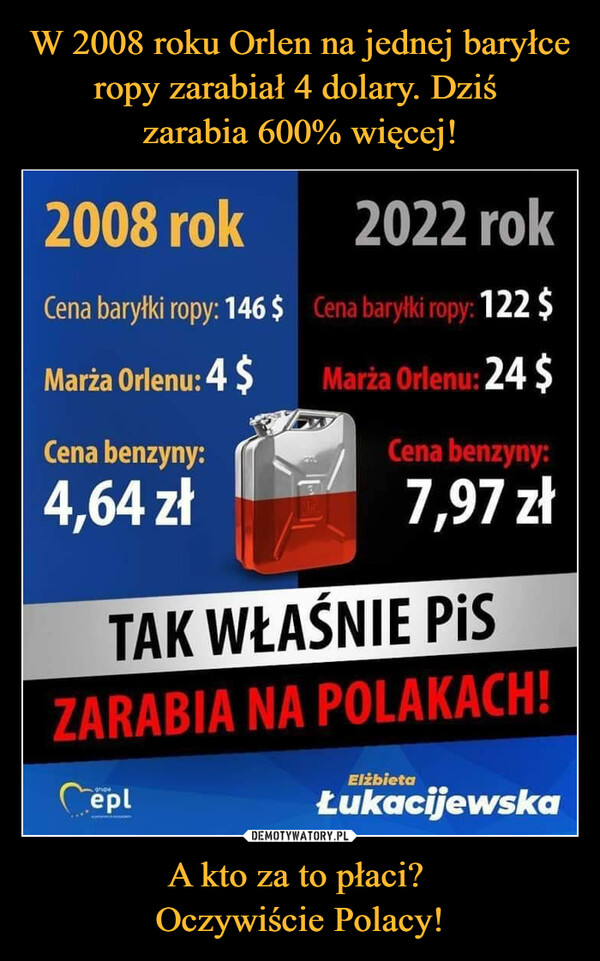 W 2008 roku Orlen na jednej baryłce
ropy zarabiał 4 dolary. Dziś
zarabia 600% więcej!
2008 rok
2022 rok
Cena baryłki ropy: 146 $
Cena baryłki ropy: 122 $
Marża Orlenu: 4 $
Marża Orlenu: 24 $
Cena benzyny:
4,64 zł
Cena benzyny:
7,97 zł
TAK WŁAŚNIE PiS
ZARABIA NA POLAKACH!
grupa
epl
Elżbieta
Łukacijewska
DEMOTYWATORY.PL
A kto za to płaci?
Oczywiście Polacy!